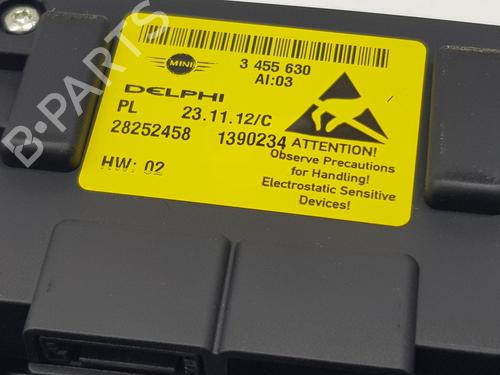 MINI
3 455 630
AI:03
DELPHI
PL 23.11.12/C
28252458 1390234
HW: 02
ATTENTION!
Observe Precautions
for Handling!
Electrostatic Sensitive
Devices!
B-PARTS